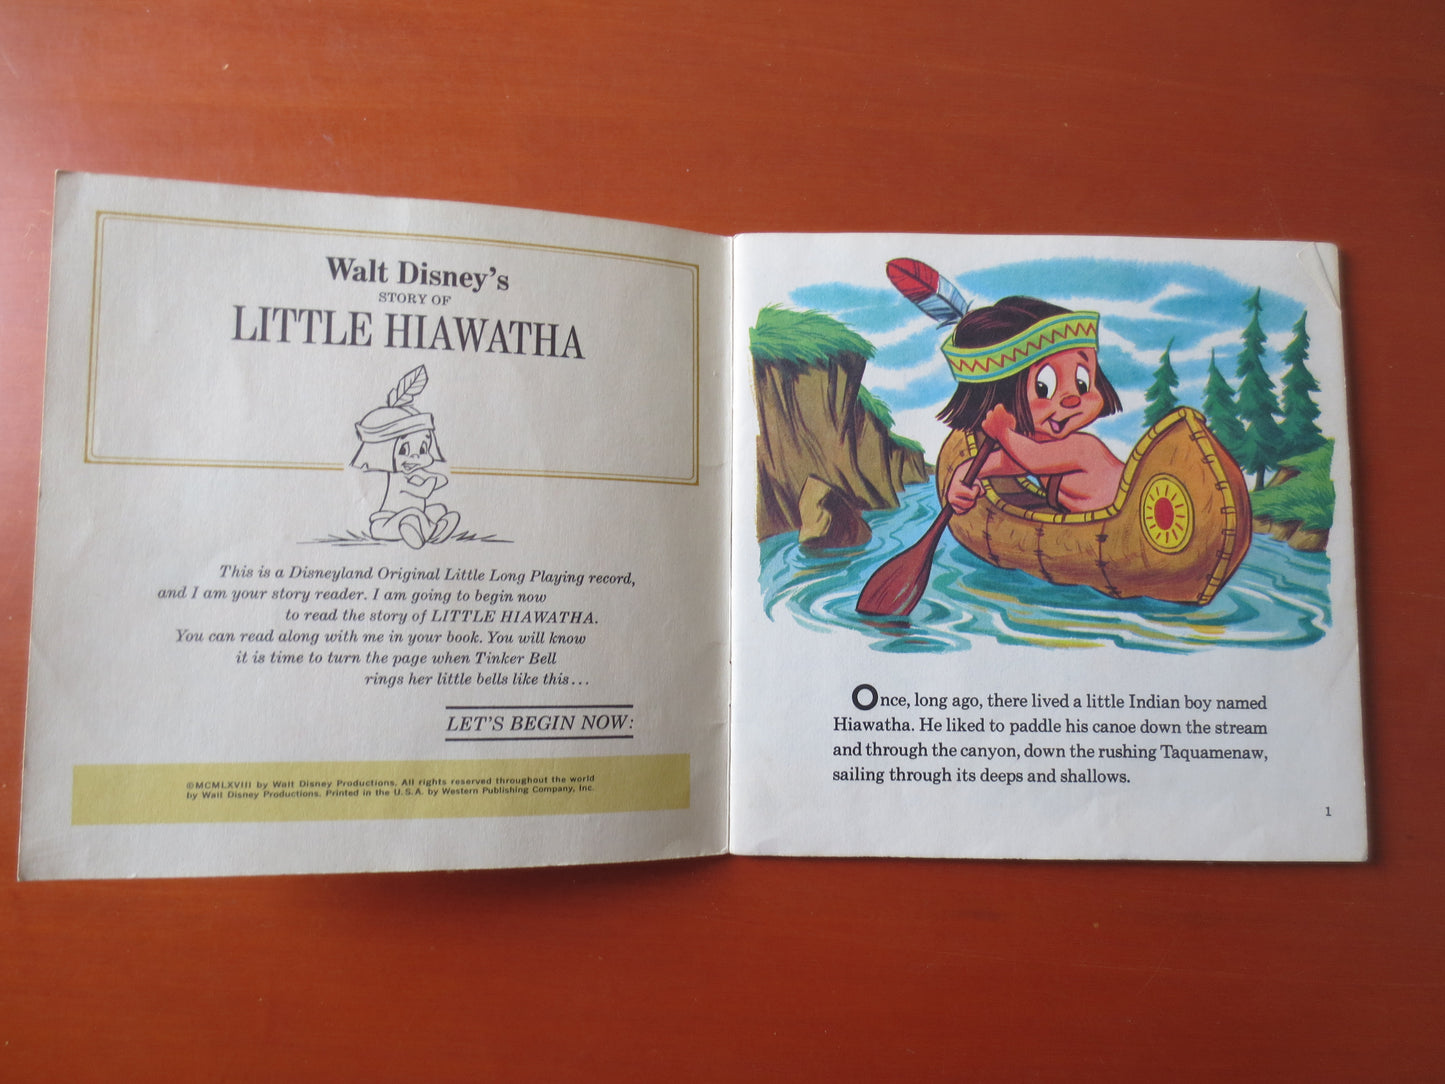 Walt Disney's
STORY OF
LITTLE HIAWATHA
This is a Disneyland Original Little Long Playing record,
and I am your story reader. I am going to begin now
to read the story of LITTLE HIAWATHA.
You can read along with me in your book. You will know
it is time to turn the page when Tinker Bell
rings her little bells like this...
LET'S BEGIN NOW:
©MCMLXVIII by Walt Disney Productions. All rights reserved throughout the world
by Walt Disney Productions. Printed in the U.S.A. by Western Publishing Company, Inc.
Once, long ago, there lived a little Indian boy named
Hiawatha. He liked to paddle his canoe down the stream
and through the canyon, down the rushing Taquamenaw,
sailing through its deeps and shallows.
1